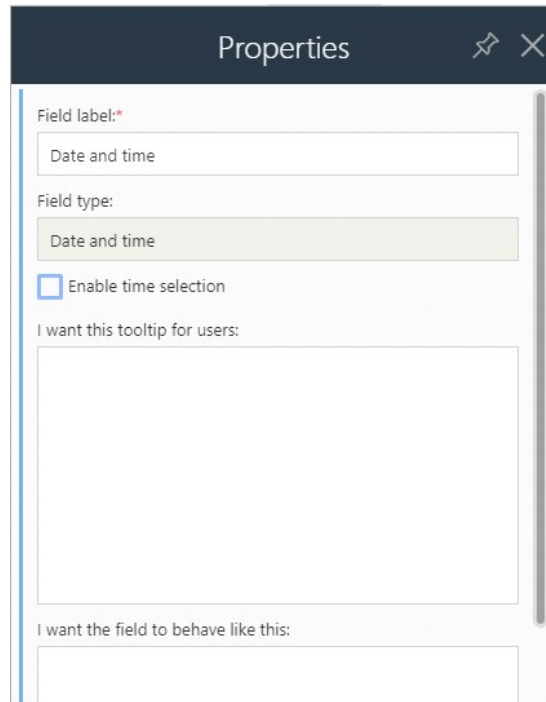 Properties
Field label:*
Date and time
Field type:
Date and time
Enable time selection
I want this tooltip for users:
I want the field to behave like this: